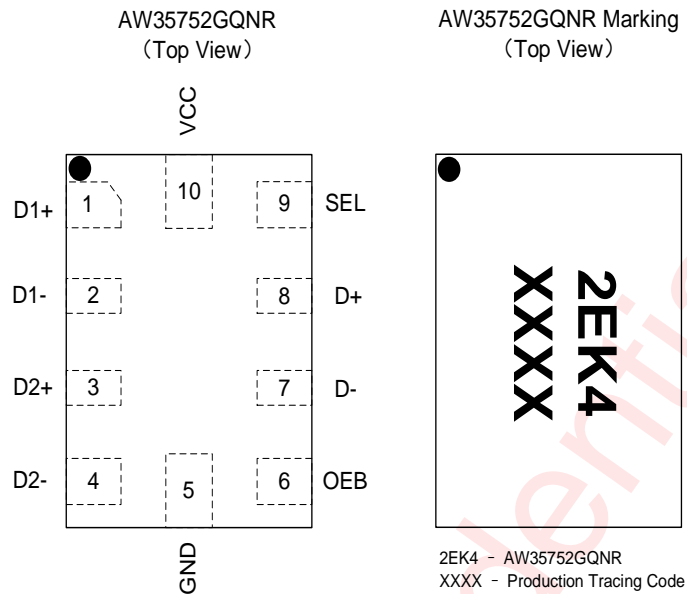 AW35752GQNR
（Top View）
VCC
D1+ 1 10 9 SEL
D1- 2 8 D+
D2+ 3 7 D-
D2- 4 5 6 OEB
GND
AW35752GQNR Marking
（Top View）
2EK4
XXXX
2EK4 - AW35752GQNR
XXXX - Production Tracing Code